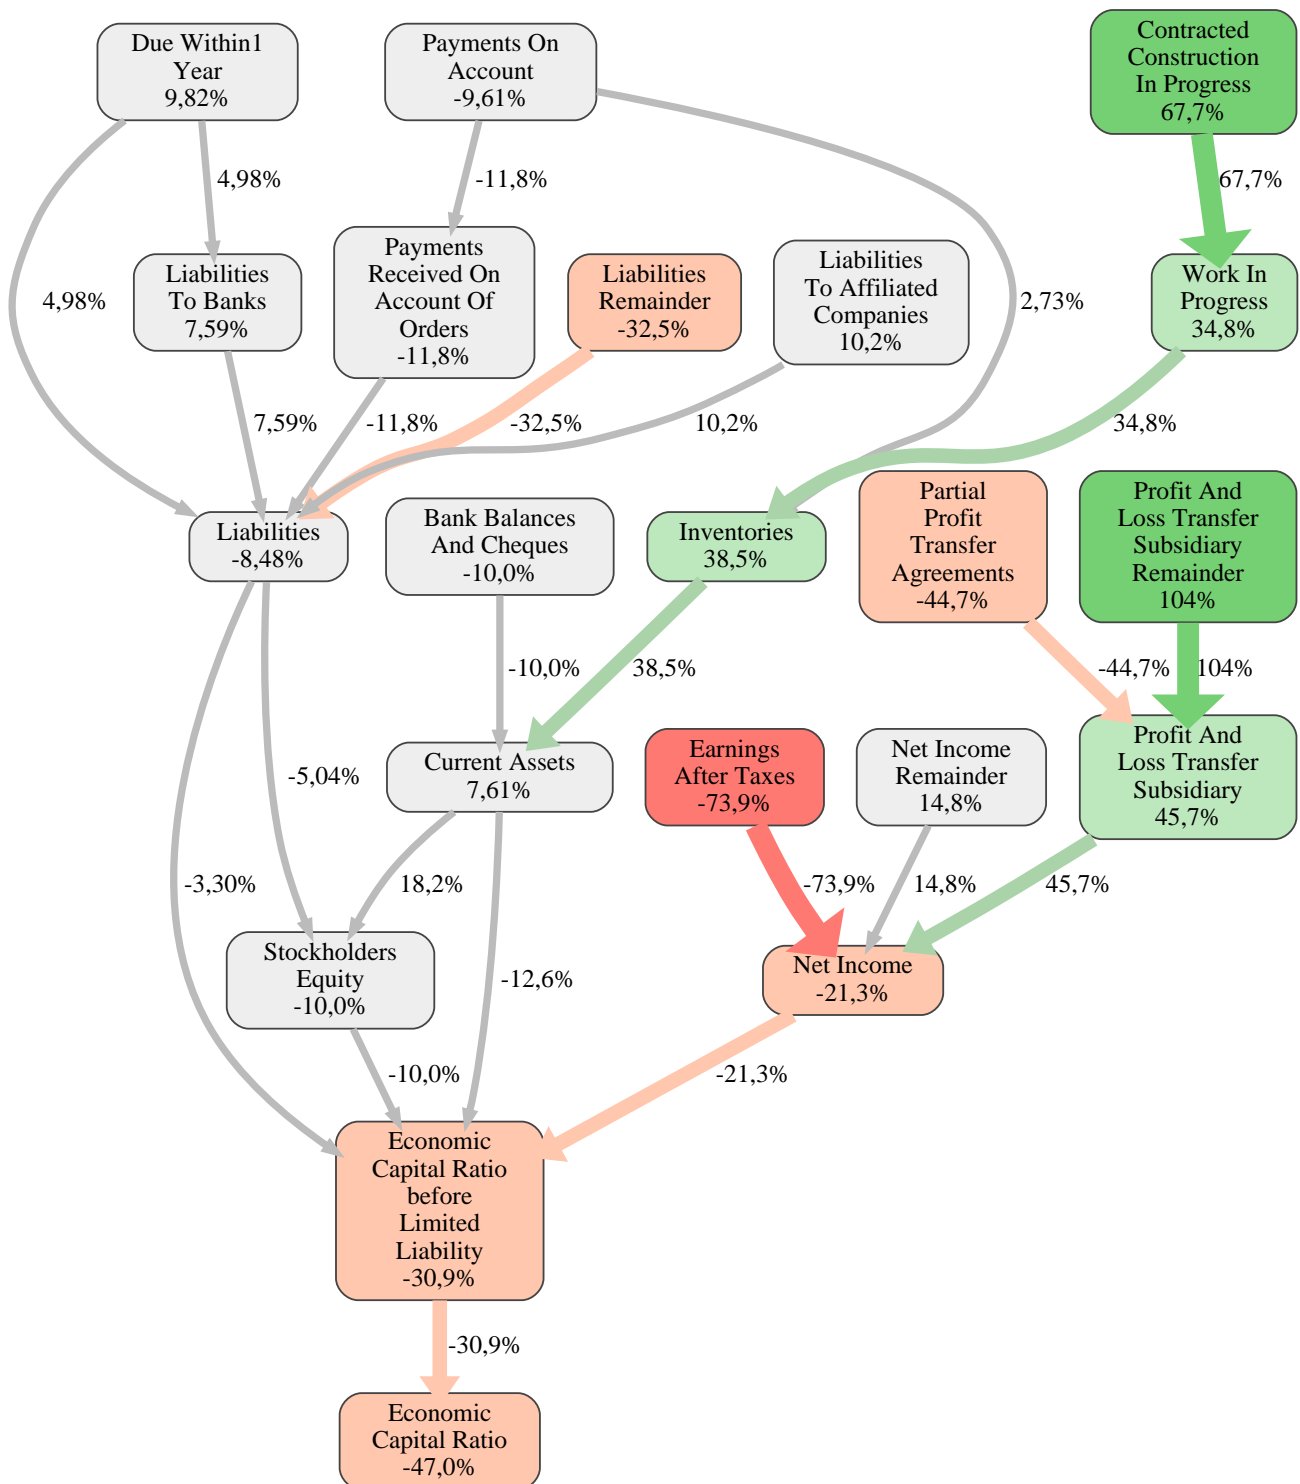 Due Within1
Year
9,82%
Payments On
Account
-9,61%
Contracted
Construction
In Progress
67,7%
4,98%
-11,8%
67,7%
Liabilities
To Banks
7,59%
Payments
Received On
Account Of
Orders
-11,8%
Liabilities
Remainder
-32,5%
Liabilities
To Affiliated
Companies
10,2%
Work In
Progress
34,8%
4,98%
2,73%
7,59%
-11,8%
-32,5%
10,2%
34,8%
Liabilities
-8,48%
Bank Balances
And Cheques
-10,0%
Inventories
38,5%
Partial
Profit
Transfer
Agreements
-44,7%
Profit And
Loss Transfer
Subsidiary
Remainder
104%
-10,0%
38,5%
-44,7%
104%
-5,04%
Current Assets
7,61%
Earnings
After Taxes
-73,9%
Net Income
Remainder
14,8%
Profit And
Loss Transfer
Subsidiary
45,7%
-3,30%
18,2%
-73,9%
14,8%
45,7%
Stockholders
Equity
-10,0%
-12,6%
Net Income
-21,3%
-10,0%
-21,3%
Economic
Capital Ratio
before
Limited
Liability
-30,9%
-30,9%
Economic
Capital Ratio
-47,0%